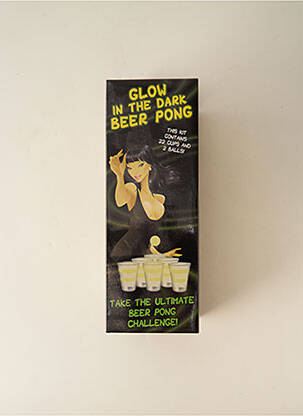 GLOW
IN THE DARK
BEER PONG
THIS KIT
CONTAINS
22 CUPS AND
2 BALLS!
TAKE THE ULTIMATE
BEER PONG
CHALLENGE!